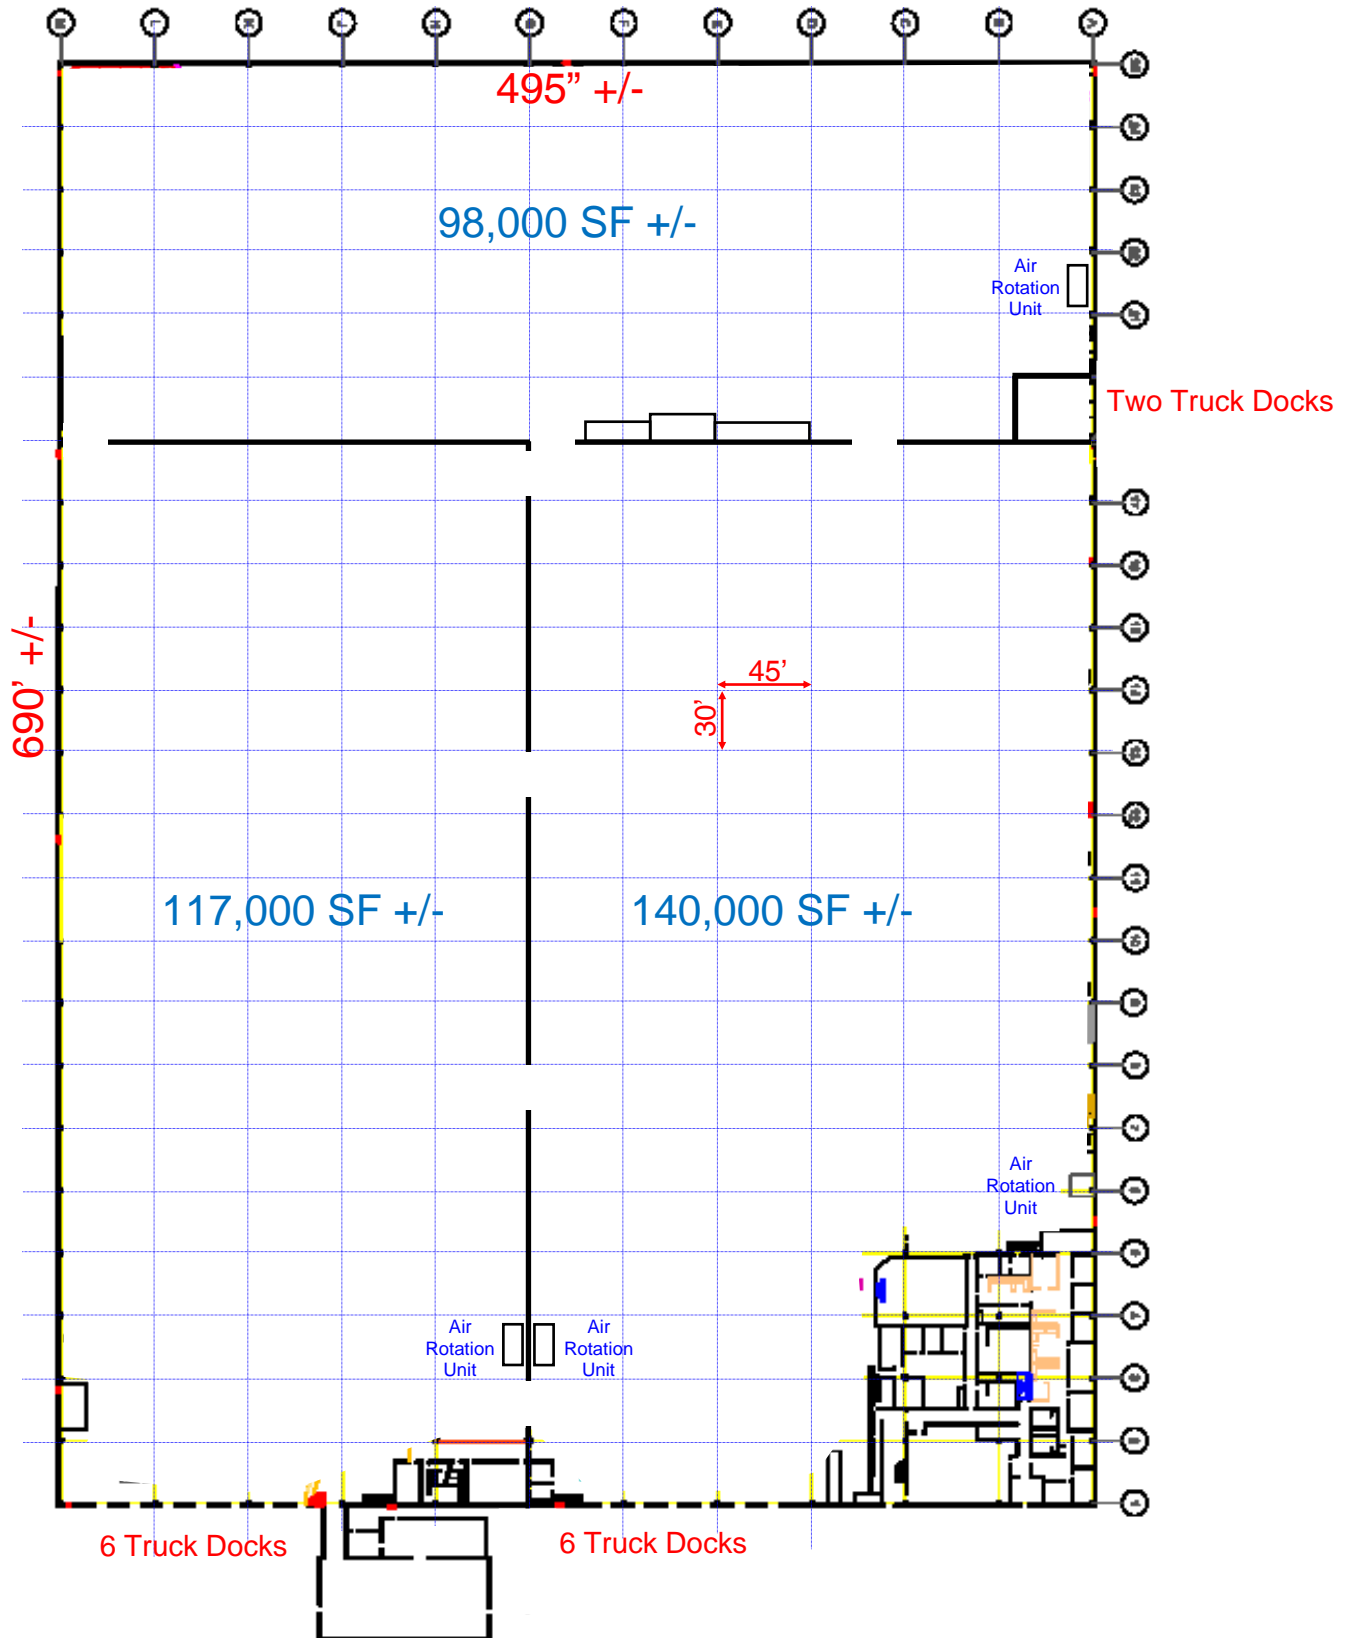 M L K J H G F E D C B A
495” +/-
98,000 SF +/-
Air
Rotation
Unit
Two Truck Docks
690’ +/-
45’
30’
117,000 SF +/-
140,000 SF +/-
Air
Rotation
Unit
Air
Rotation
Unit
Air
Rotation
Unit
6 Truck Docks
6 Truck Docks